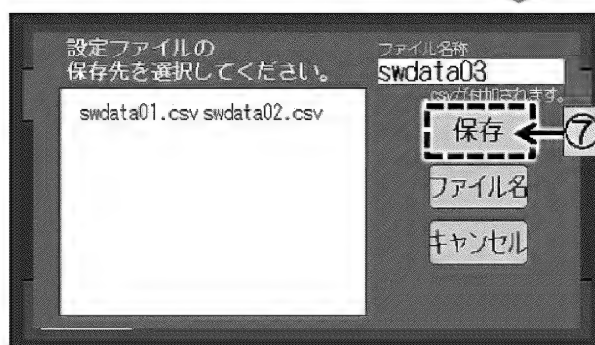 設定ファイルの
保存先を選択してください。
swdata01.csv swdata02.csv
ファイル名称
swdata03
csvが付加されます。
保存
⑦
ファイル名
キャンセル